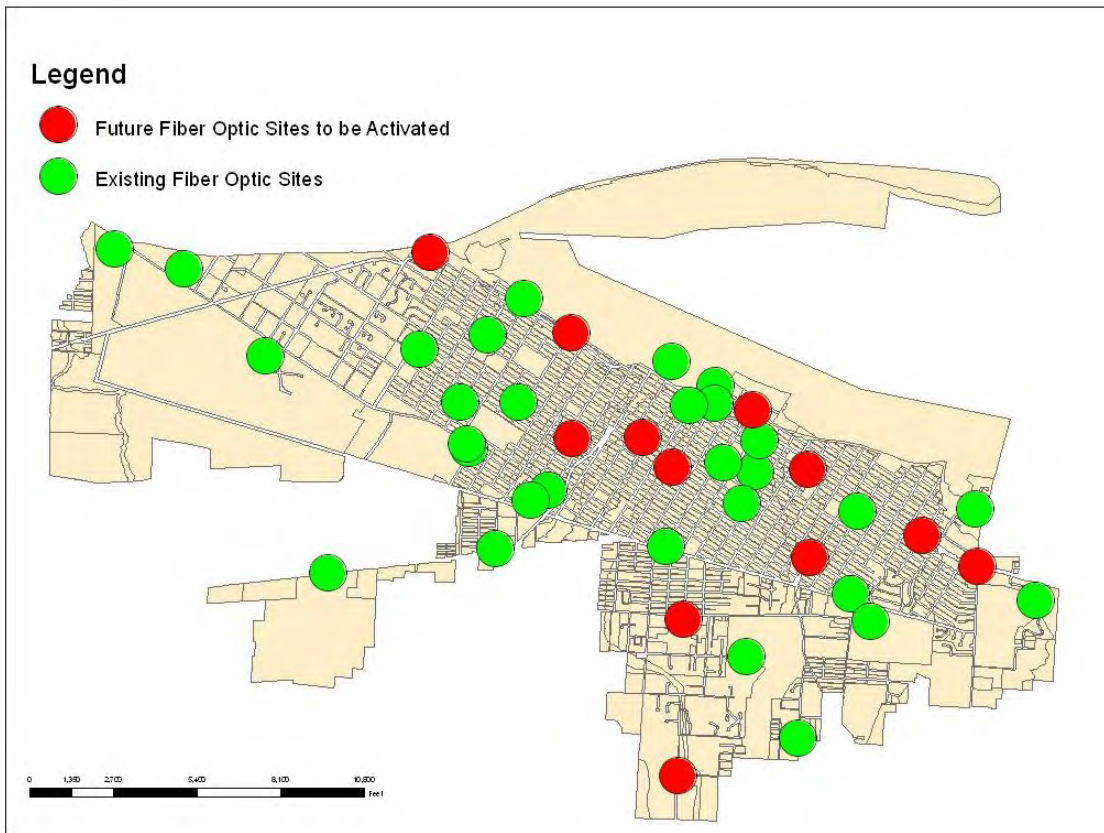 Legend
Future Fiber Optic Sites to be Activated
Existing Fiber Optic Sites
0 1,350 2,700 5,400 8,100 10,800
Feet